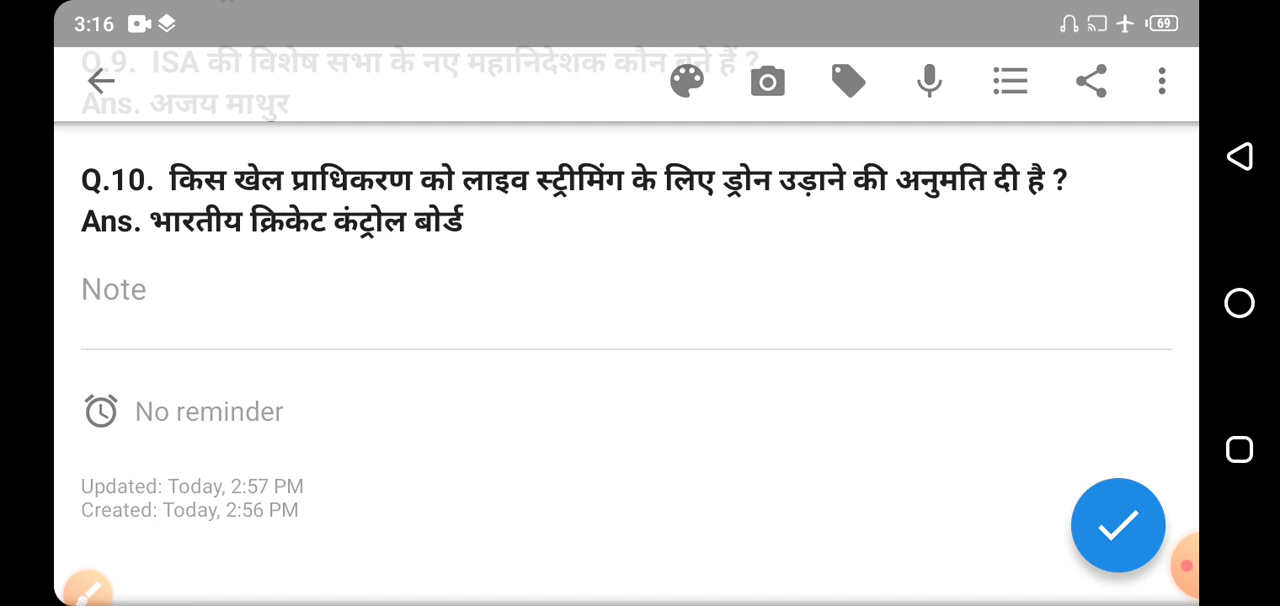 3:16
69
Q.9. ISA की विशेष सभा के नए महानिदेशक कौन बने हैं ?
Ans. अजय माथुर
Q.10. किस खेल प्राधिकरण को लाइव स्ट्रीमिंग के लिए ड्रोन उड़ाने की अनुमति दी है ?
Ans. भारतीय क्रिकेट कंट्रोल बोर्ड
Note
No reminder
Updated: Today, 2:57 PM
Created: Today, 2:56 PM